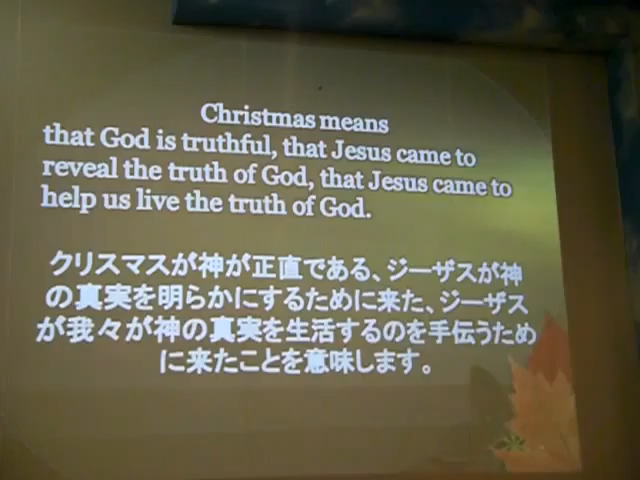 Christmas means
that God is truthful, that Jesus came to
reveal the truth of God, that Jesus came to
help us live the truth of God.
クリスマスが神が正直である、ジーザスが神
の真実を明らかにするために来た、ジーザス
が我々が神の真実を生活するのを手伝うため
に来たことを意味します。